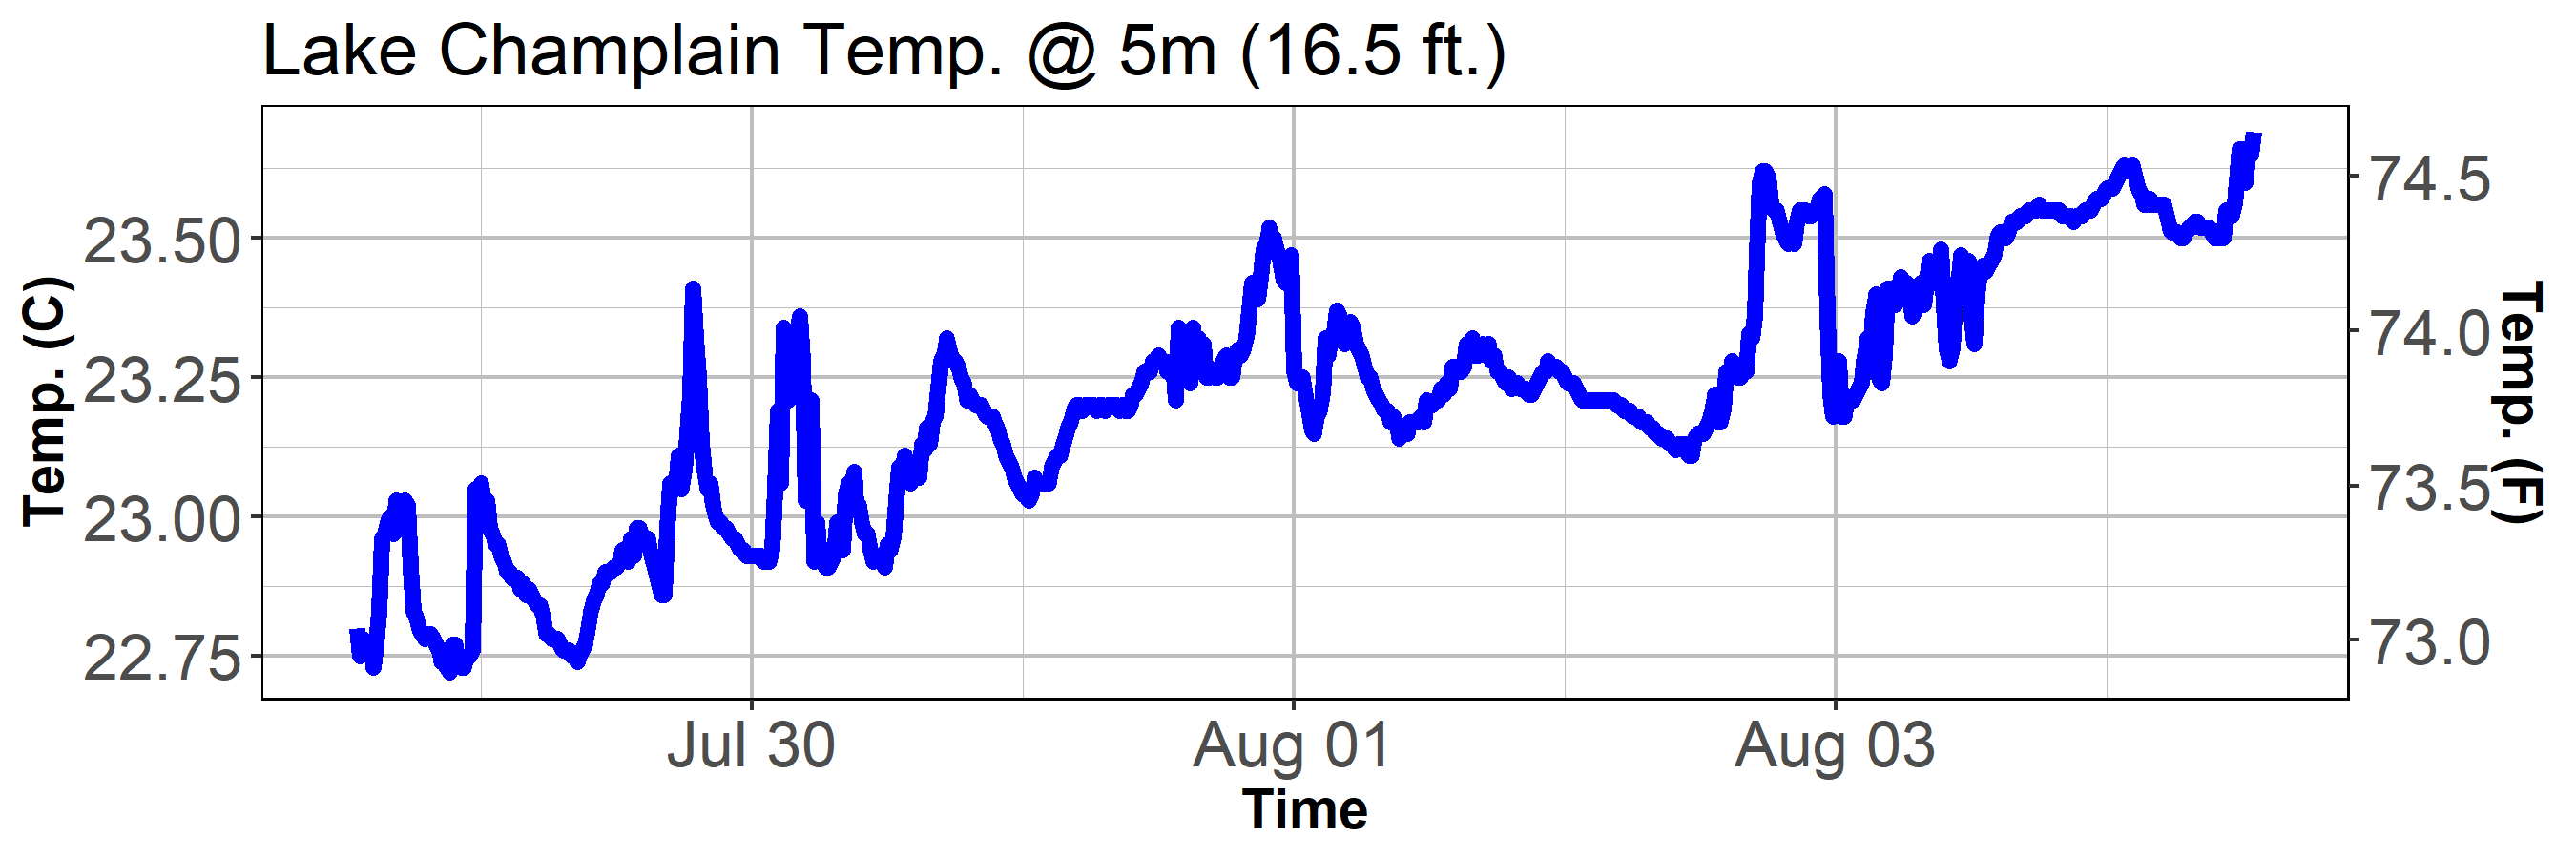 Lake Champlain Temp. @ 5m (16.5 ft.)
Temp. (C)
23.50
23.25
23.00
22.75
74.5
74.0
73.5
73.0
Temp. (F)
Jul 30
Aug 01
Aug 03
Time